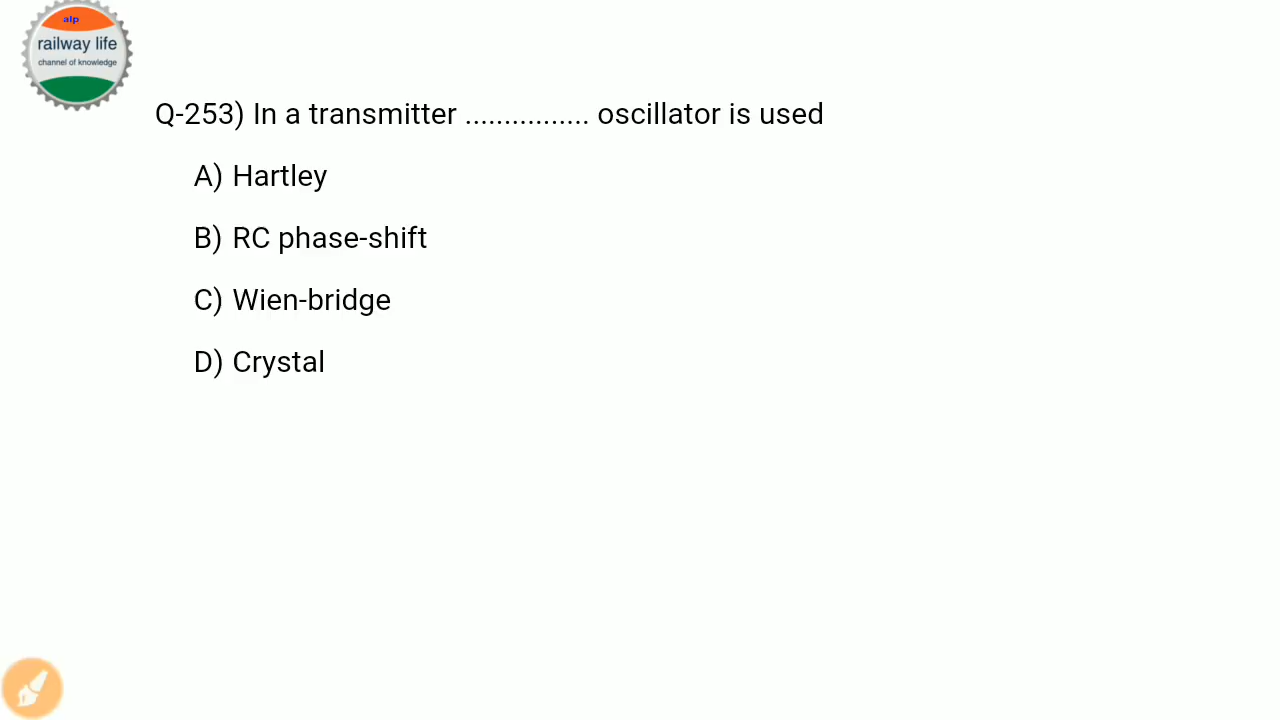 alp
railway life
channel of knowledge
Q-253) In a transmitter ................ oscillator is used
A) Hartley
B) RC phase-shift
C) Wien-bridge
D) Crystal